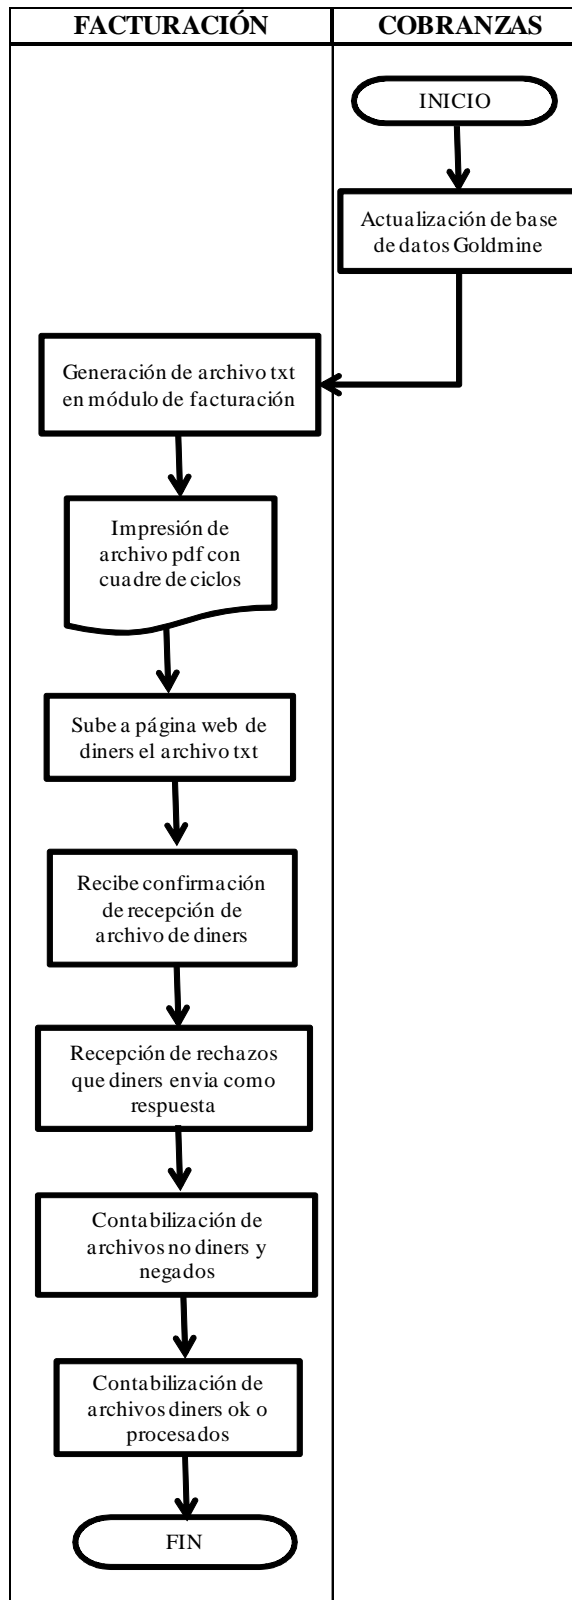 FACTURACIÓN
COBRANZAS
INICIO
Actualización de base
de datos Goldmine
Generación de archivo txt
en módulo de facturación
Impresión de
archivo pdf con
cuadre de ciclos
Sube a página web de
diners el archivo txt
Recibe confirmación
de recepción de
archivo de diners
Recepción de rechazos
que diners envia como
respuesta
Contabilización de
archivos no diners y
negados
Contabilización de
archivos diners ok o
procesados
FIN